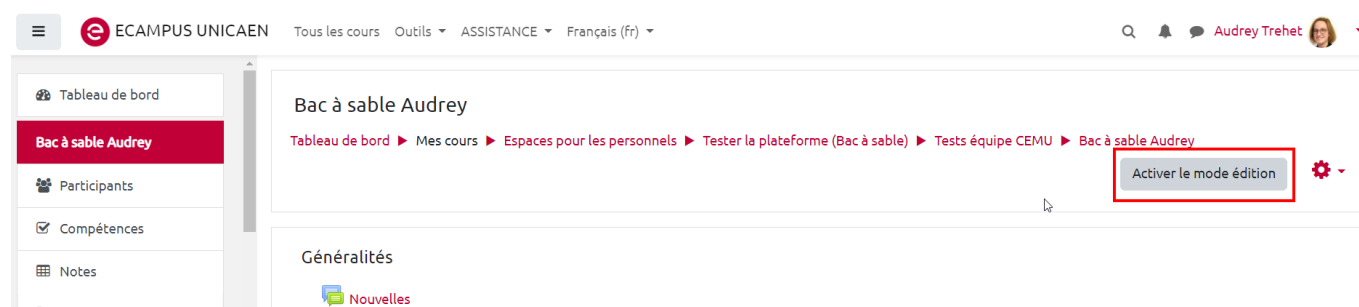 ECAMPUS UNICAEN Tous les cours Outils ASSISTANCE Français (fr) Audrey Trehet
Tableau de bord
Bac à sable Audrey
Participants
Compétences
Notes
Bac à sable Audrey
Tableau de bord Mes cours Espaces pour les personnels Tester la plateforme (Bac à sable) Tests équipe CEMU Bac à sable Audrey
Activer le mode édition
Généralités
Nouvelles